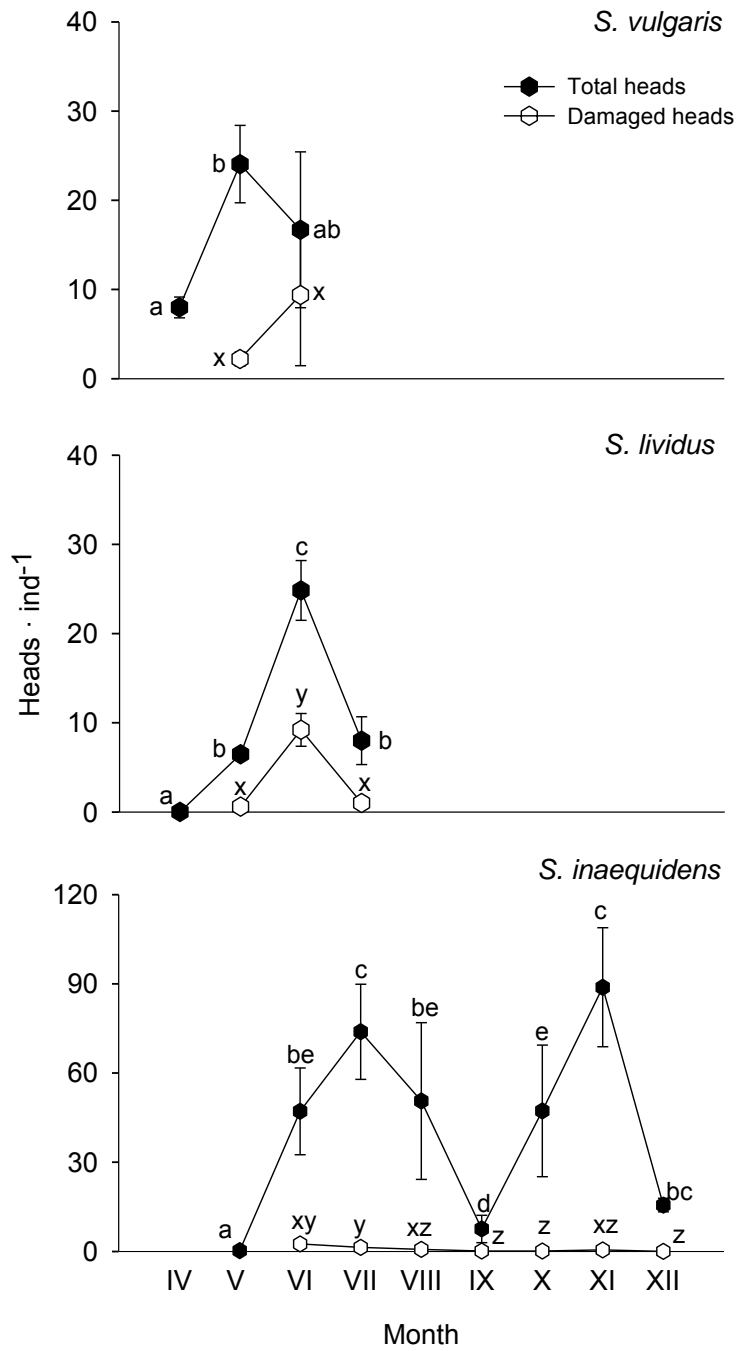 S. vulgaris
40
Total heads
Damaged heads
30
b
20
ab
10
a
x
x
0
S. lividus
40
c
30
20
y
10
b
b
x
x
a
0
Heads · ind-1
S. inaequidens
120
c
c
90
be
be
e
60
30
d
bc
a
xy
y
xz
z
z
xz
z
0
IV V VI VII VIII IX X XI XII
Month